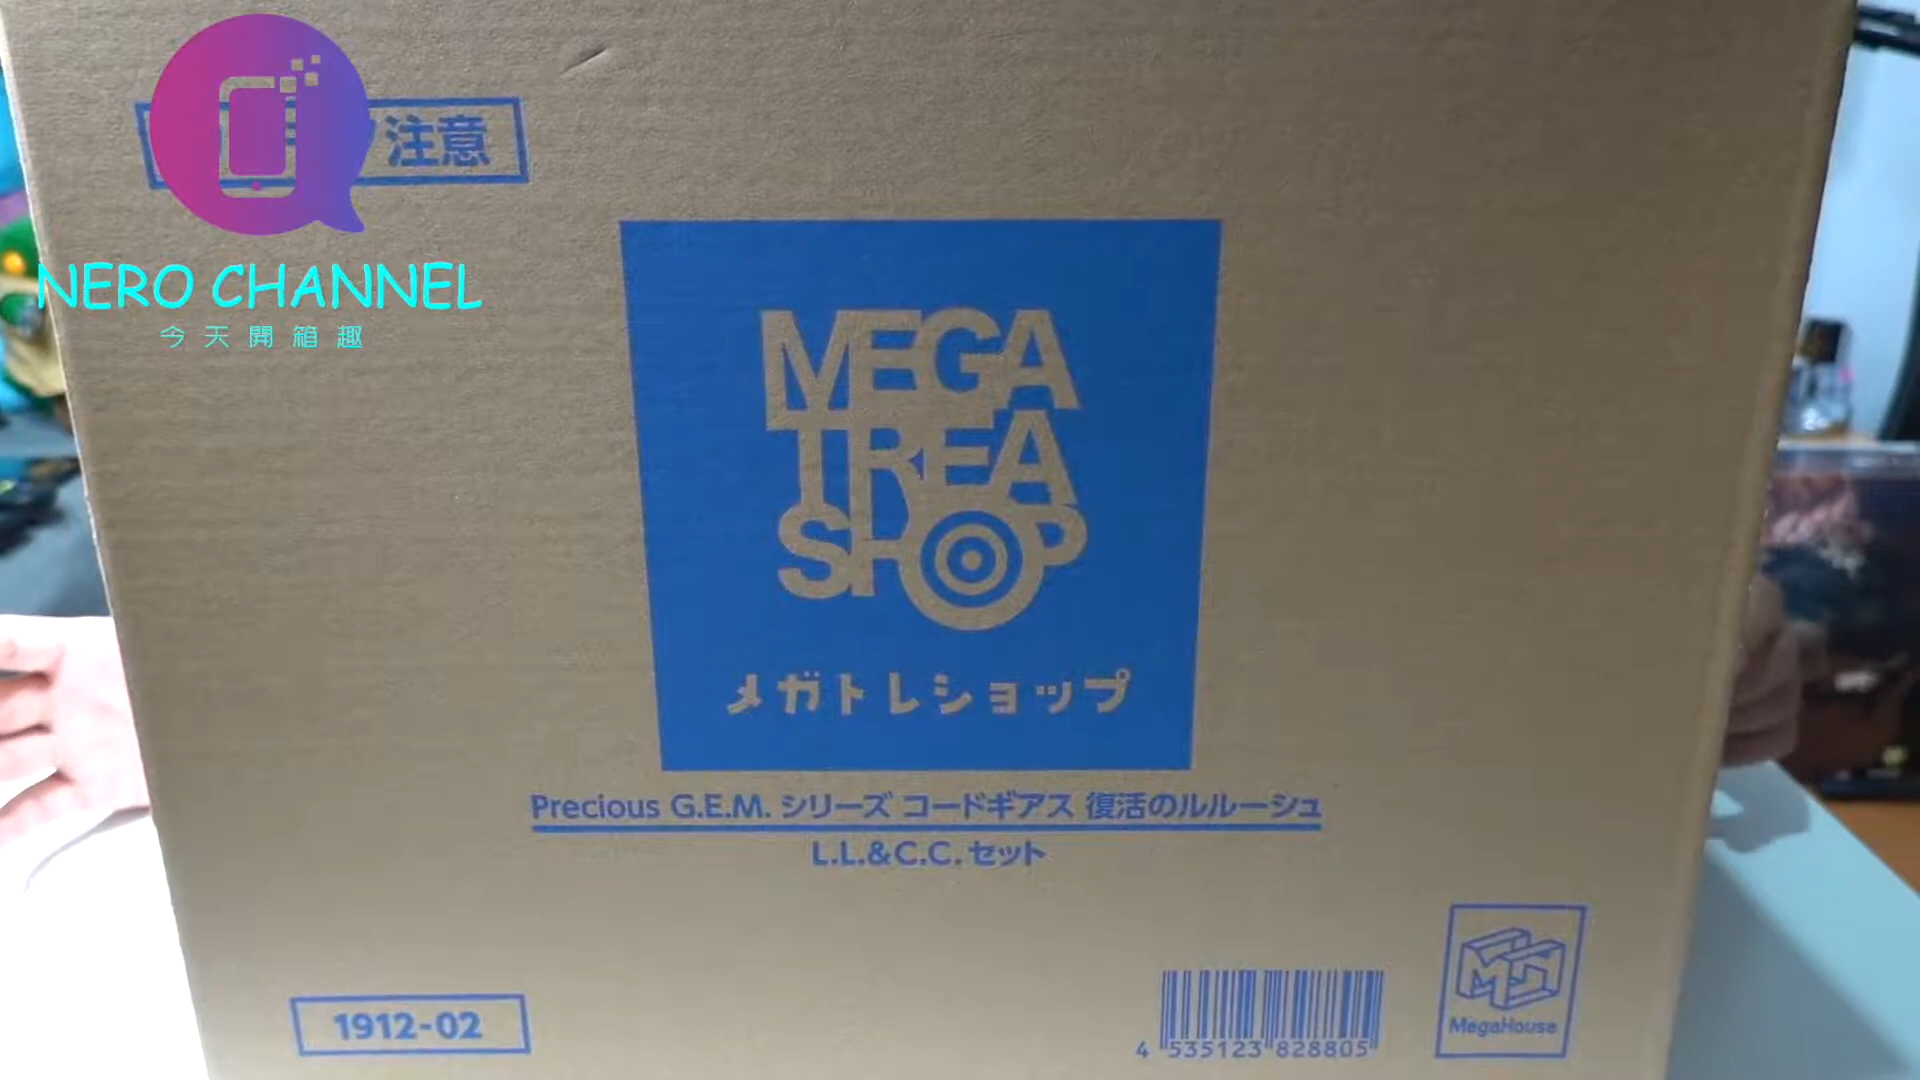 注意
NERO CHANNEL
今天開箱趣
MEGA
TREA
SHOP
メガトレショップ
Precious G.E.M. シリーズ コードギアス 復活のルルーシュ
L.L.&C.C. セット
1912-02
4 535123 828805
MegaHouse